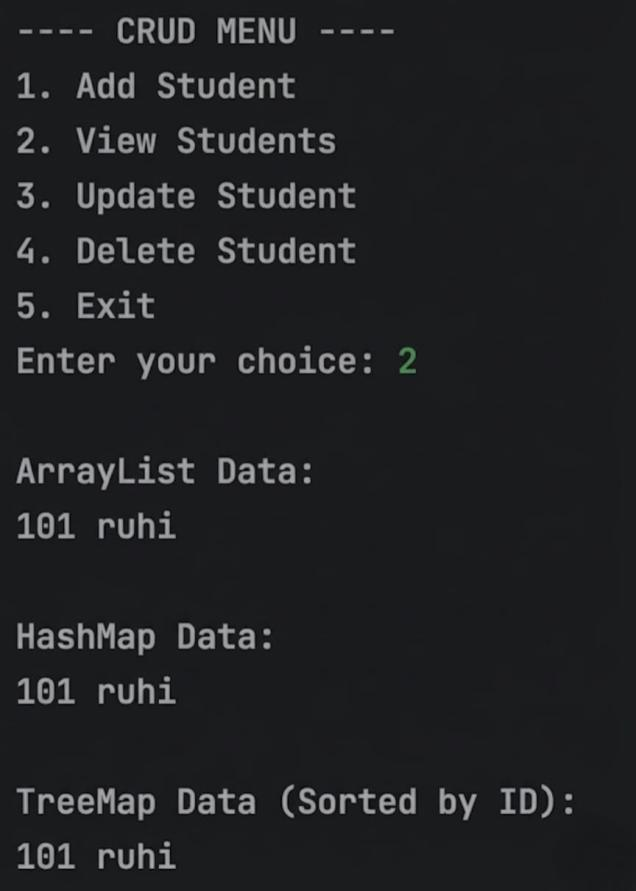 ---- CRUD MENU ----
1. Add Student
2. View Students
3. Update Student
4. Delete Student
5. Exit
Enter your choice: 2
ArrayList Data:
101 ruhi
HashMap Data:
101 ruhi
TreeMap Data (Sorted by ID):
101 ruhi